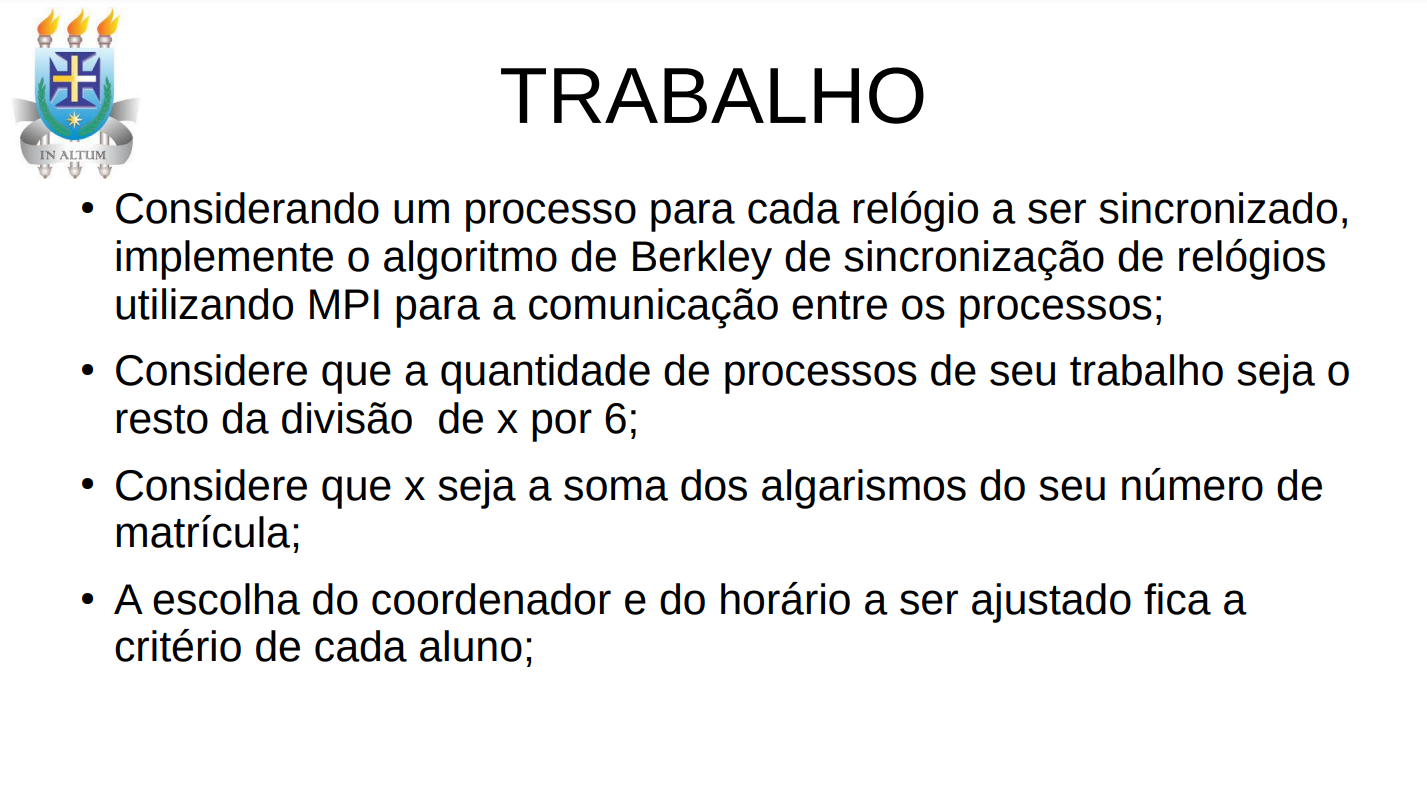 IN ALTUM
TRABALHO
• Considerando um processo para cada relógio a ser sincronizado,
implemente o algoritmo de Berkley de sincronização de relógios
utilizando MPI para a comunicação entre os processos;
• Considere que a quantidade de processos de seu trabalho seja o
resto da divisão  de x por 6;
• Considere que x seja a soma dos algarismos do seu número de
matrícula;
• A escolha do coordenador e do horário a ser ajustado fica a
critério de cada aluno;